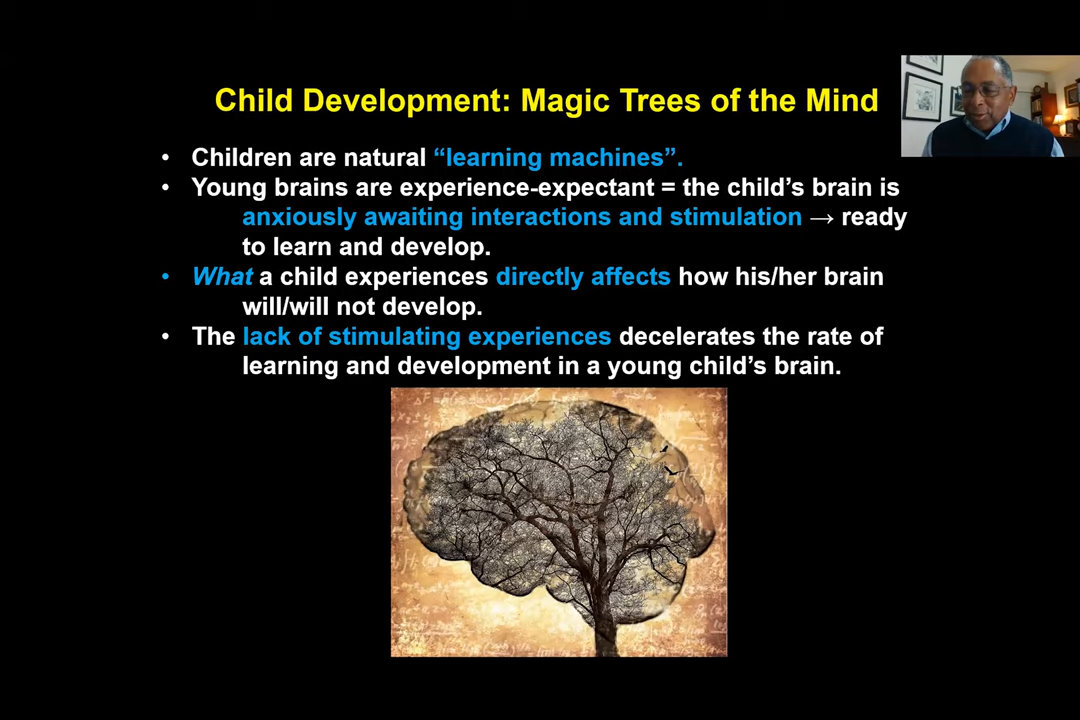 Child Development: Magic Trees of the Mind
• Children are natural “learning machines”.
• Young brains are experience-expectant = the child’s brain is
anxiously awaiting interactions and stimulation → ready
to learn and develop.
• What a child experiences directly affects how his/her brain
will/will not develop.
• The lack of stimulating experiences decelerates the rate of
learning and development in a young child’s brain.